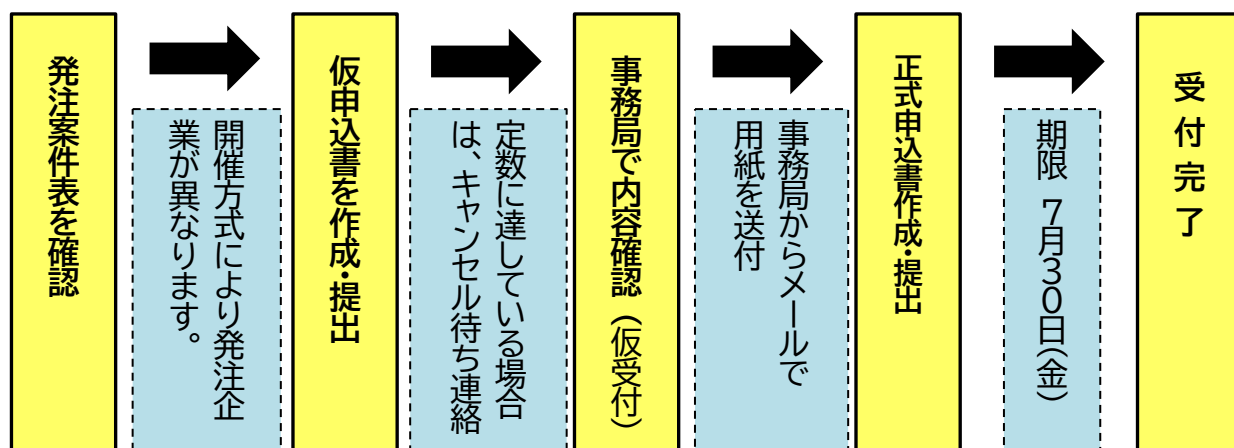 発注案件表を確認
開催方式により発注企
業が異なります。
仮申込書を作成・提出
定数に達している場合
は、キャンセル待ち連絡
事務局で内容確認（仮受付）
事務局からメールで
用紙を送付
正式申込書作成・提出
期限 7月30日(金)
受付完了